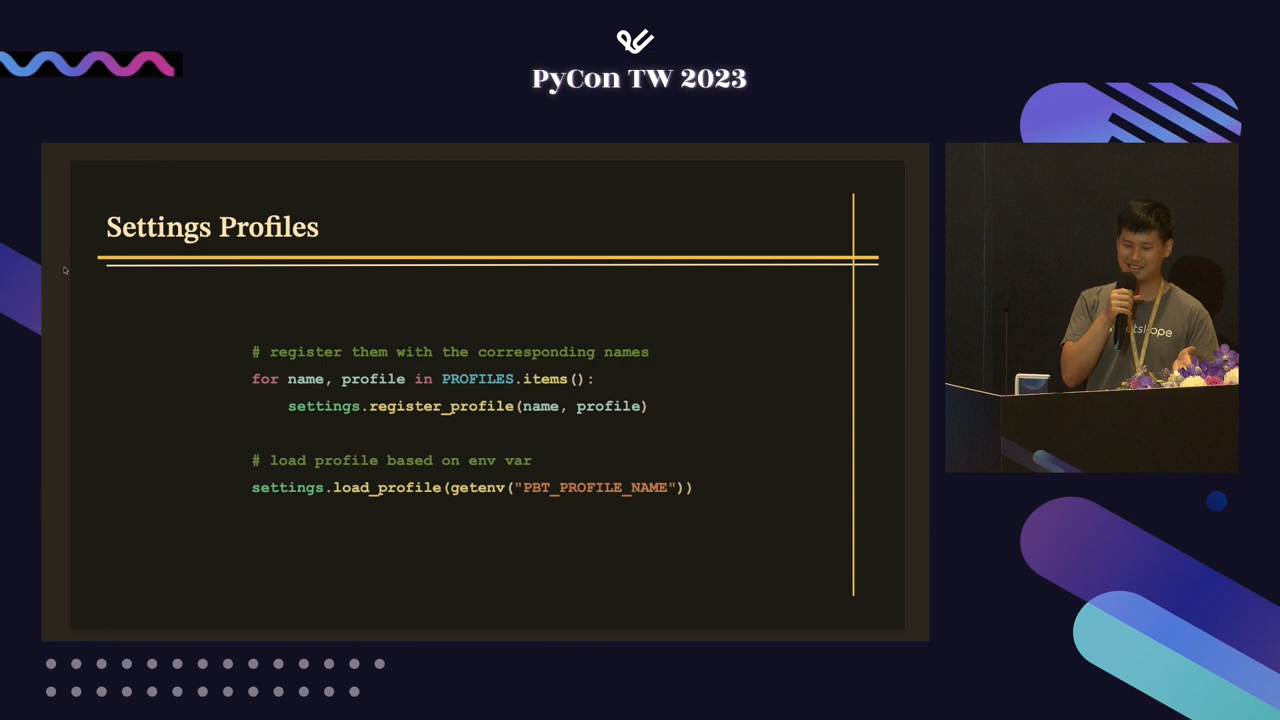 PyCon TW 2023
Settings Profiles
# register them with the corresponding names
for name, profile in PROFILES.items():
settings.register_profile(name, profile)
# load profile based on env var
settings.load_profile(getenv("PBT_PROFILE_NAME"))